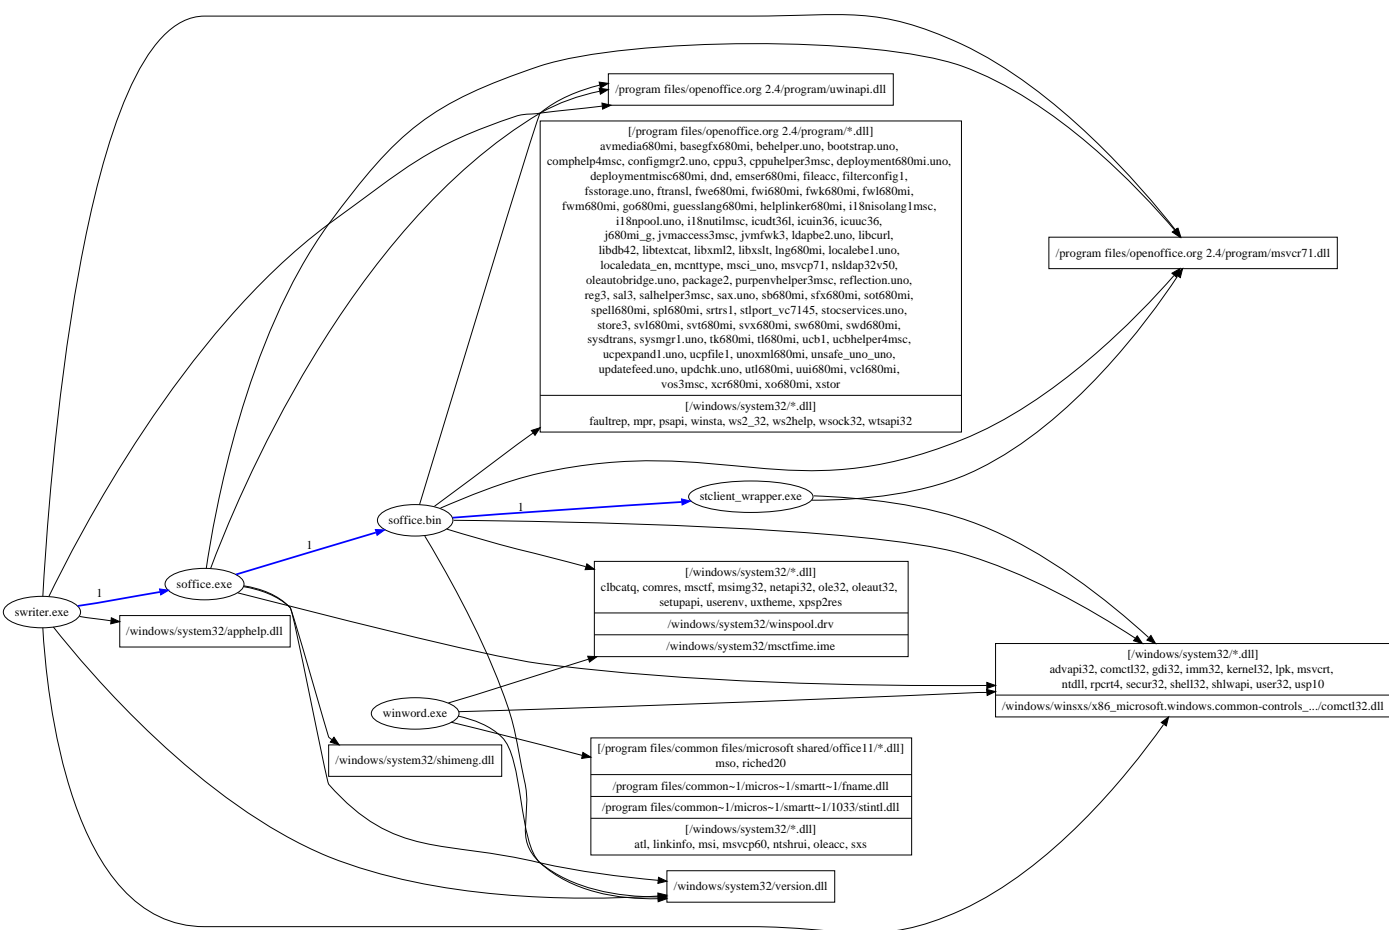 /program files/openoffice.org 2.4/program/uwinapi.dll
[/program files/openoffice.org 2.4/program/*.dll]
avmedia680mi, basegfx680mi, behelper.uno, bootstrap.uno,
comphelp4msc, configmgr2.uno, cppu3, cppuhelper3msc, deployment680mi.uno,
deploymentmisc680mi, dnd, emser680mi, fileacc, filterconfig1,
fsstorage.uno, ftransl, fwe680mi, fwi680mi, fwk680mi, fwl680mi,
fwm680mi, go680mi, guesslang680mi, helplinker680mi, i18nisolang1msc,
i18npool.uno, i18nutilmsc, icudt36l, icuin36, icuuc36,
j680mi_g, jvmaccess3msc, jvmfwk3, ldapbe2.uno, libcurl,
libdb42, libtextcat, libxml2, libxslt, lng680mi, localebe1.uno,
localedata_en, mcnttype, msci_uno, msvcp71, nsldap32v50,
oleautobridge.uno, package2, purpenvhelper3msc, reflection.uno,
reg3, sal3, salhelper3msc, sax.uno, sb680mi, sfx680mi, sot680mi,
spell680mi, spl680mi, srtrs1, stlport_vc7145, stocservices.uno,
store3, svl680mi, svt680mi, svx680mi, sw680mi, swd680mi,
sysdtrans, sysmgr1.uno, tk680mi, tl680mi, ucb1, ucbhelper4msc,
ucpexpand1.uno, ucpfile1, unoxml680mi, unsafe_uno_uno,
updatefeed.uno, updchk.uno, utl680mi, uui680mi, vcl680mi,
vos3msc, xcr680mi, xo680mi, xstor
[/windows/system32/*.dll]
faultrep, mpr, psapi, winsta, ws2_32, ws2help, wsock32, wtsapi32
/program files/openoffice.org 2.4/program/msvcr71.dll
stclient_wrapper.exe
1
soffice.bin
1
soffice.exe
1
swriter.exe
/windows/system32/apphelp.dll
[/windows/system32/*.dll]
clbcatq, comres, msctf, msimg32, netapi32, ole32, oleaut32,
setupapi, userenv, uxtheme, xpsp2res
/windows/system32/winspool.drv
/windows/system32/msctfime.ime
[/windows/system32/*.dll]
advapi32, comctl32, gdi32, imm32, kernel32, lpk, msvcrt,
ntdll, rpcrt4, secur32, shell32, shlwapi, user32, usp10
/windows/winsxs/x86_microsoft.windows.common-controls_.../comctl32.dll
winword.exe
/windows/system32/shimeng.dll
[/program files/common files/microsoft shared/office11/*.dll]
mso, riched20
/program files/common~1/micros~1/smartt~1/fname.dll
/program files/common~1/micros~1/smartt~1/1033/stintl.dll
[/windows/system32/*.dll]
atl, linkinfo, msi, msvcp60, ntshrui, oleacc, sxs
/windows/system32/version.dll